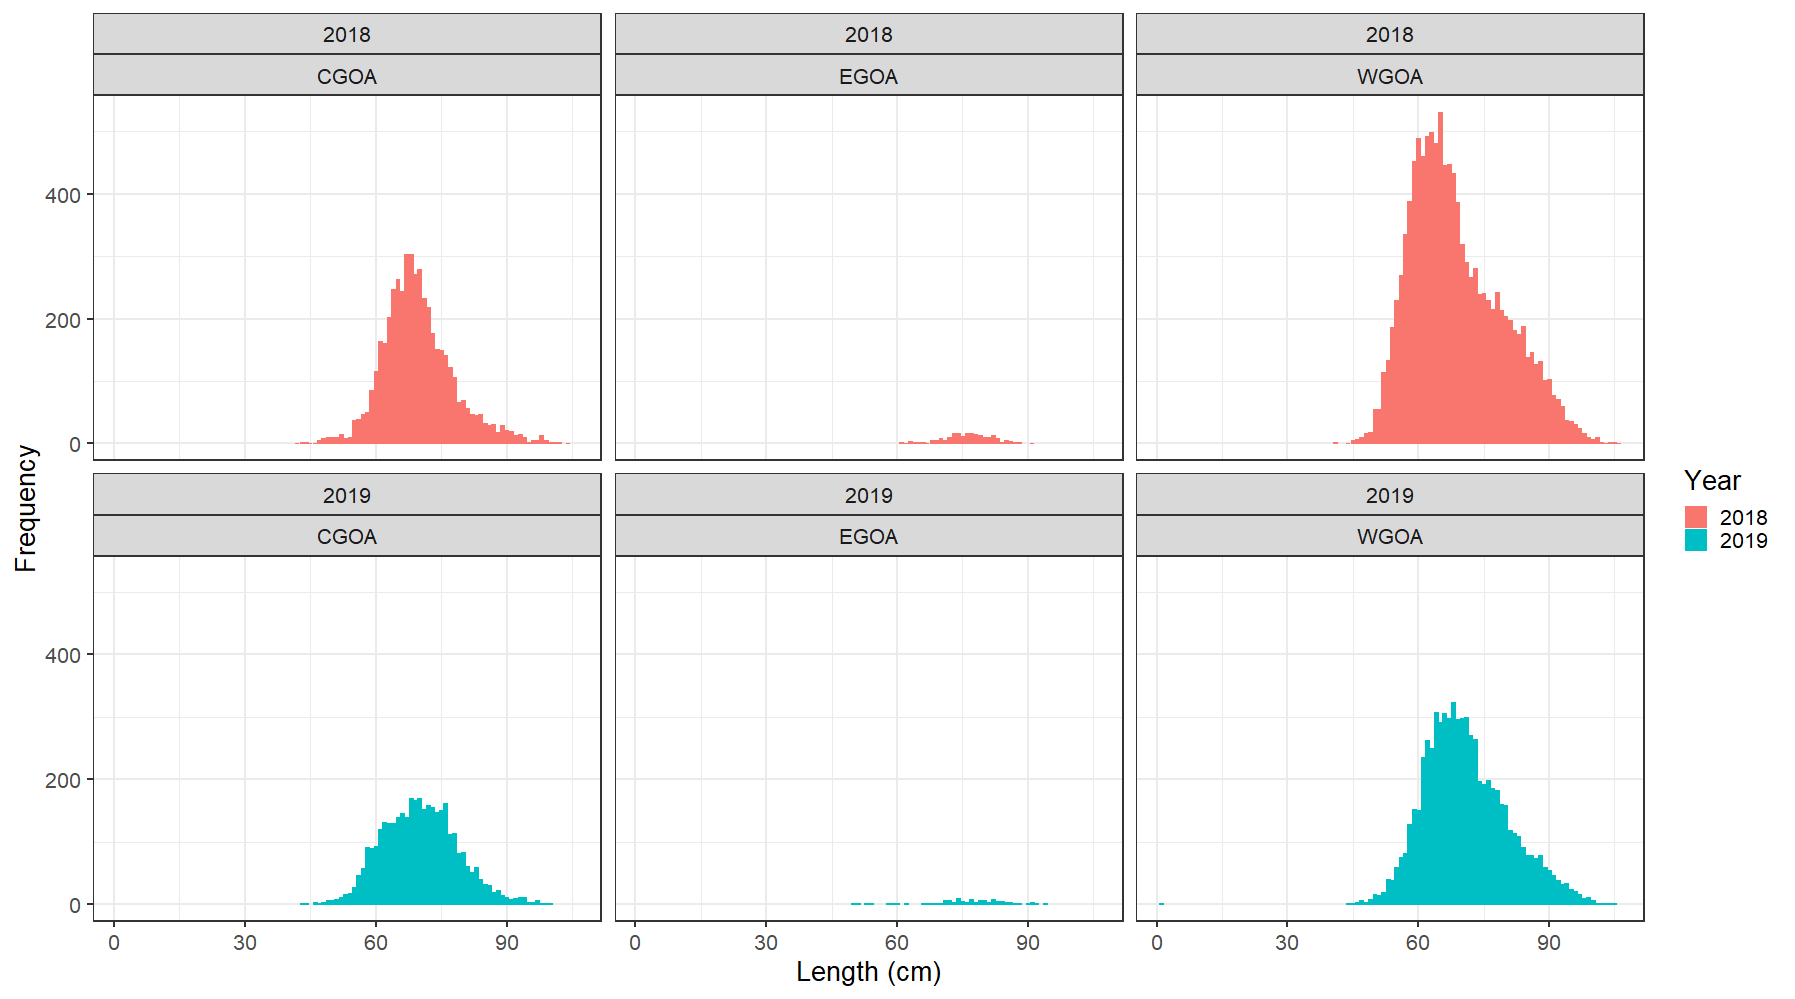 2018 2018 2018
CGOA EGOA WGOA
400
200
0
2019 2019 2019
CGOA EGOA WGOA
400
200
0
0 30 60 90 0 30 60 90 0 30 60 90
Length (cm)
Frequency
Year
2018
2019